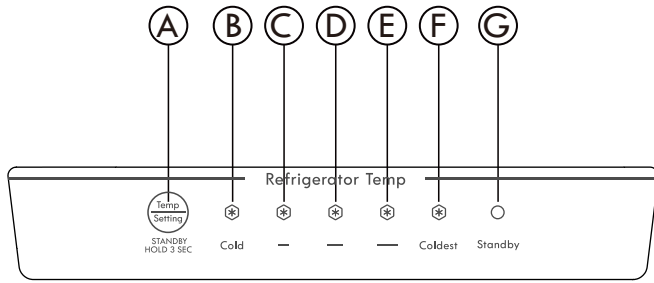 A B C D E F G
Refrigerator Temp
Temp
Setting
STANDBY
HOLD 3 SEC
Cold
Coldest
Standby